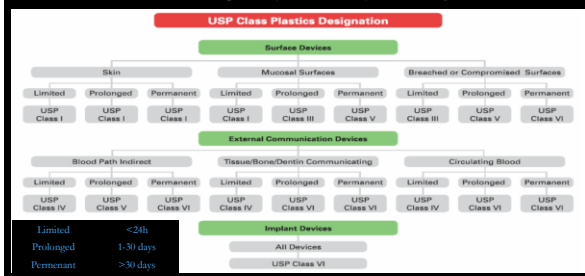 USP Class Plastics Designation
Surface Devices
Skin Mucosal Surfaces Breached or Compromised Surfaces
Limited Prolonged Permanent Limited Prolonged Permanent Limited Prolonged Permanent
USP Class I USP Class I USP Class I USP Class I USP Class III USP Class V USP Class III USP Class V USP Class VI
External Communication Devices
Blood Path Indirect Tissue/Bone/Dentin Communicating Circulating Blood
Limited Prolonged Permanent Limited Prolonged Permanent Limited Prolonged Permanent
USP Class IV USP Class V USP Class VI USP Class IV USP Class VI USP Class VI USP Class IV USP Class VI USP Class VI
Implant Devices
All Devices
USP Class VI
Limited <24h
Prolonged 1-30 days
Permenant >30 days